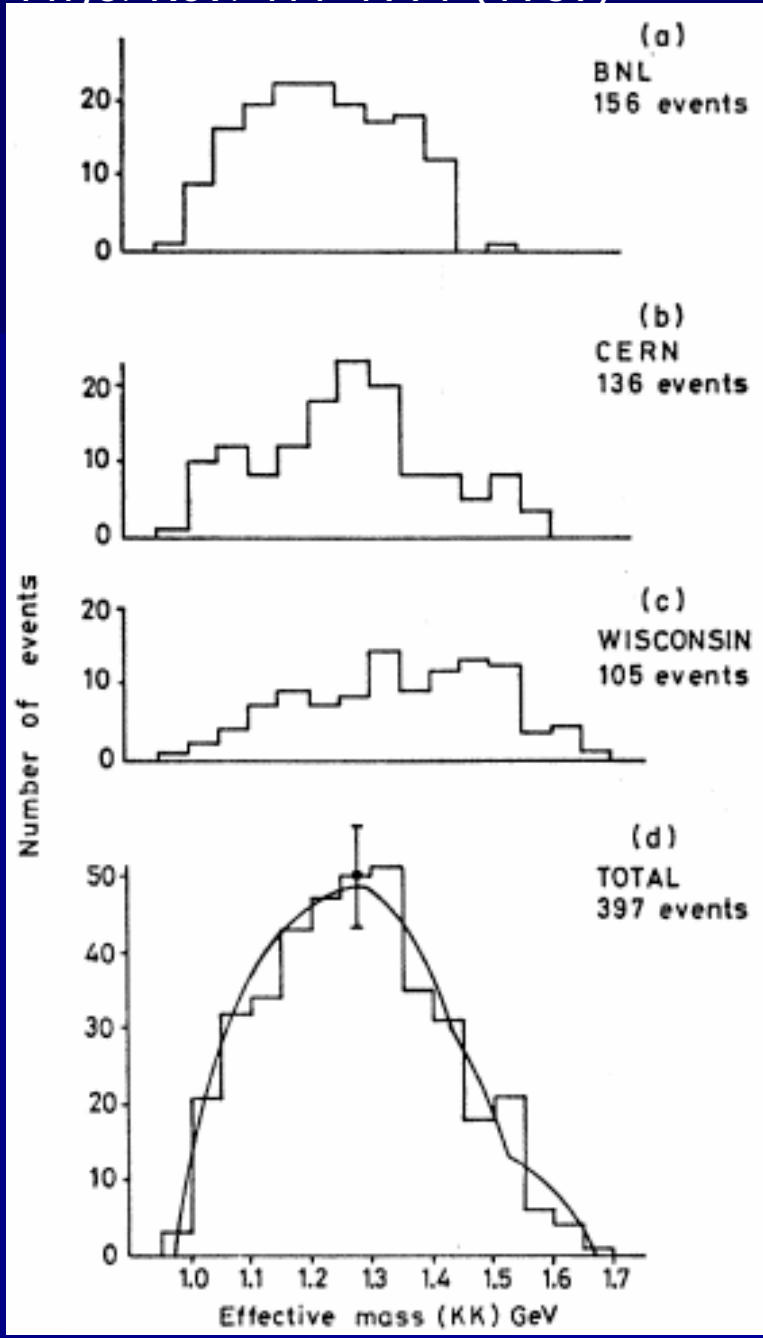 (a)
BNL
156 events
20
10
0
(b)
CERN
136 events
20
10
0
(c)
WISCONSIN
105 events
20
10
0
Number of events
(d)
TOTAL
397 events
50
40
30
20
10
0
1.0 1.1 1.2 1.3 1.4 1.5 1.6 1.7
Effective mass (KK) GeV